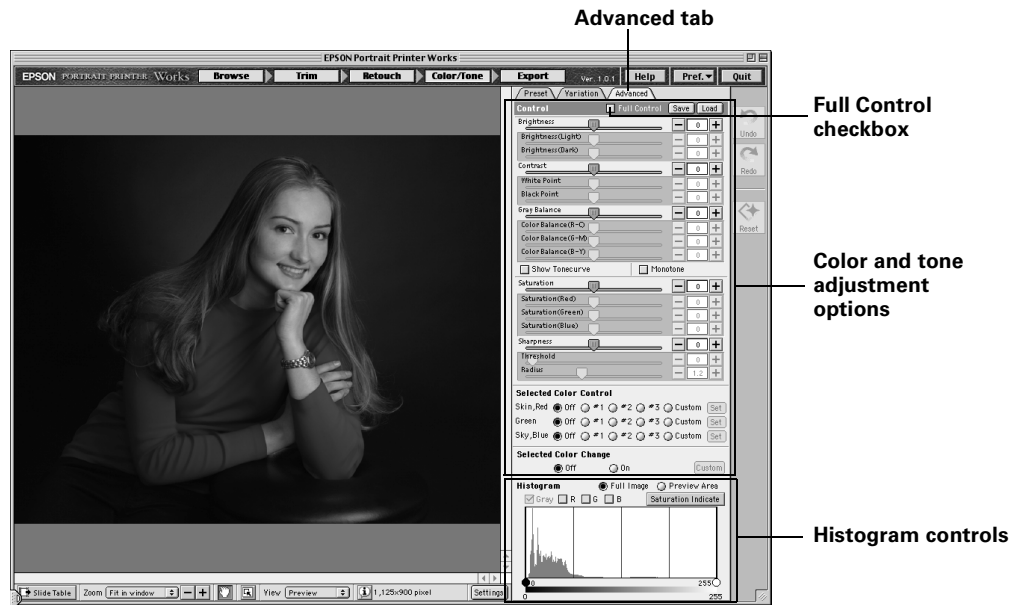 Advanced tab
EPSON Portrait Printer Works
EPSON PORTRAIT PRINTER Works Browse Trim Retouch Color/Tone Export Ver. 1.0.1 Help Pref. Quit
Preset Variation Advanced
Control Full Control Save Load
Full Control
checkbox
Brightness 0
Brightness(Light) 0
Brightness(Dark) 0
Undo
Contrast 0
White Point 0
Black Point 0
Redo
Gray Balance 0
Color Balance(R-C) 0
Color Balance(G-M) 0
Color Balance(B-Y) 0
Reset
Show Tonecurve Monotone
Color and tone
adjustment
options
Saturation 0
Saturation(Red) 0
Saturation(Green) 0
Saturation(Blue) 0
Sharpness 0
Threshold 0
Radius 1.2
Selected Color Control
Skin,Red Off #1 #2 #3 Custom Set
Green Off #1 #2 #3 Custom Set
Sky,Blue Off #1 #2 #3 Custom Set
Selected Color Change
Off On Custom
Histogram Full Image Preview Area
Gray R G B Saturation Indicate
Histogram controls
0 255
0 255
Slide Table Zoom Fit in window View Preview 1,125×900 pixel Settings